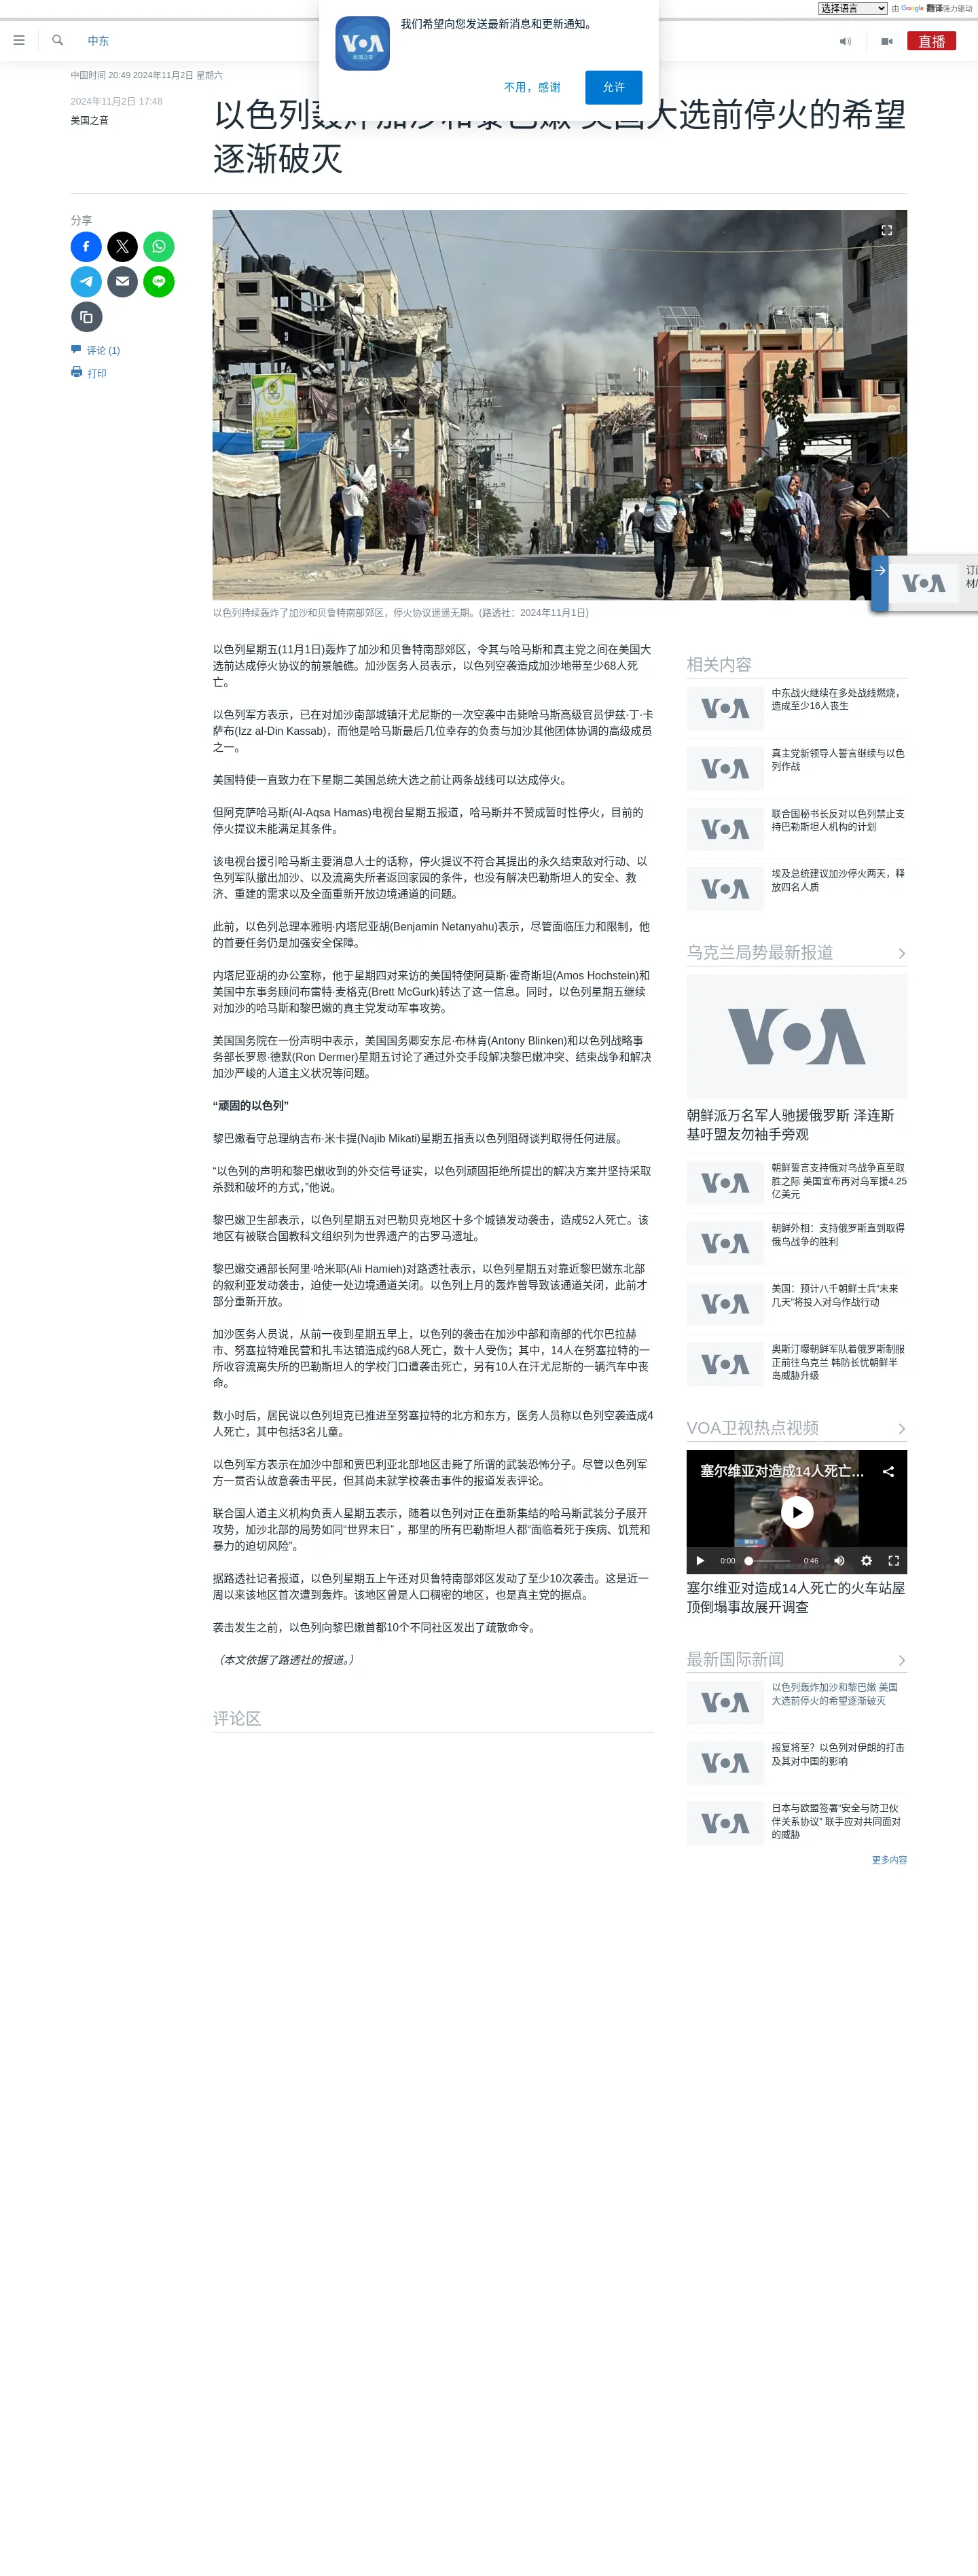 选择语言 由 Google 翻译强力驱动
我们希望向您发送最新消息和更新通知。
不用，感谢
允许
VOA
美国之音
中东
直播
中国时间 20:49 2024年11月2日 星期六
2024年11月2日 17:48
美国之音
以色列轰炸加沙和黎巴嫩 美国大选前停火的希望
逐渐破灭
分享
评论 (1)
打印
以色列持续轰炸了加沙和贝鲁特南部郊区，停火协议遥遥无期。(路透社：2024年11月1日)
以色列星期五(11月1日)轰炸了加沙和贝鲁特南部郊区，令其与哈马斯和真主党之间在美国大
选前达成停火协议的前景触礁。加沙医务人员表示，以色列空袭造成加沙地带至少68人死
亡。
以色列军方表示，已在对加沙南部城镇汗尤尼斯的一次空袭中击毙哈马斯高级官员伊兹·丁·卡
萨布(Izz al-Din Kassab)，而他是哈马斯最后几位幸存的负责与加沙其他团体协调的高级成员
之一。
美国特使一直致力在下星期二美国总统大选之前让两条战线可以达成停火。
但阿克萨哈马斯(Al-Aqsa Hamas)电视台星期五报道，哈马斯并不赞成暂时性停火，目前的
停火提议未能满足其条件。
该电视台援引哈马斯主要消息人士的话称，停火提议不符合其提出的永久结束敌对行动、以
色列军队撤出加沙、以及流离失所者返回家园的条件，也没有解决巴勒斯坦人的安全、救
济、重建的需求以及全面重新开放边境通道的问题。
此前，以色列总理本雅明·内塔尼亚胡(Benjamin Netanyahu)表示，尽管面临压力和限制，他
的首要任务仍是加强安全保障。
内塔尼亚胡的办公室称，他于星期四对来访的美国特使阿莫斯·霍奇斯坦(Amos Hochstein)和
美国中东事务顾问布雷特·麦格克(Brett McGurk)转达了这一信息。同时，以色列星期五继续
对加沙的哈马斯和黎巴嫩的真主党发动军事攻势。
美国国务院在一份声明中表示，美国国务卿安东尼·布林肯(Antony Blinken)和以色列战略事
务部长罗恩·德默(Ron Dermer)星期五讨论了通过外交手段解决黎巴嫩冲突、结束战争和解决
加沙严峻的人道主义状况等问题。
“顽固的以色列”
黎巴嫩看守总理纳吉布·米卡提(Najib Mikati)星期五指责以色列阻碍谈判取得任何进展。
“以色列的声明和黎巴嫩收到的外交信号证实，以色列顽固拒绝所提出的解决方案并坚持采取
杀戮和破坏的方式，”他说。
黎巴嫩卫生部表示，以色列星期五对巴勒贝克地区十多个城镇发动袭击，造成52人死亡。该
地区有被联合国教科文组织列为世界遗产的古罗马遗址。
黎巴嫩交通部长阿里·哈米耶(Ali Hamieh)对路透社表示，以色列星期五对靠近黎巴嫩东北部
的叙利亚发动袭击，迫使一处边境通道关闭。以色列上月的轰炸曾导致该通道关闭，此前才
部分重新开放。
加沙医务人员说，从前一夜到星期五早上，以色列的袭击在加沙中部和南部的代尔巴拉赫
市、努塞拉特难民营和扎韦达镇造成约68人死亡，数十人受伤；其中，14人在努塞拉特的一
所收容流离失所的巴勒斯坦人的学校门口遭袭击死亡，另有10人在汗尤尼斯的一辆汽车中丧
命。
数小时后，居民说以色列坦克已推进至努塞拉特的北方和东方，医务人员称以色列空袭造成4
人死亡，其中包括3名儿童。
以色列军方表示在加沙中部和贾巴利亚北部地区击毙了所谓的武装恐怖分子。尽管以色列军
方一贯否认故意袭击平民，但其尚未就学校袭击事件的报道发表评论。
联合国人道主义机构负责人星期五表示，随着以色列对正在重新集结的哈马斯武装分子展开
攻势，加沙北部的局势如同“世界末日”，那里的所有巴勒斯坦人都“面临着死于疾病、饥荒和
暴力的迫切风险”。
据路透社记者报道，以色列星期五上午还对贝鲁特南部郊区发动了至少10次袭击。这是近一
周以来该地区首次遭到轰炸。该地区曾是人口稠密的地区，也是真主党的据点。
袭击发生之前，以色列向黎巴嫩首都10个不同社区发出了疏散命令。
（本文依据了路透社的报道。）
评论区
VOA
订阅
材/
相关内容
VOA
中东战火继续在多处战线燃烧，
造成至少16人丧生
VOA
真主党新领导人誓言继续与以色
列作战
VOA
联合国秘书长反对以色列禁止支
持巴勒斯坦人机构的计划
VOA
埃及总统建议加沙停火两天，释
放四名人质
乌克兰局势最新报道
VOA
朝鲜派万名军人驰援俄罗斯 泽连斯
基吁盟友勿袖手旁观
VOA
朝鲜誓言支持俄对乌战争直至取
胜之际 美国宣布再对乌军援4.25
亿美元
VOA
朝鲜外相：支持俄罗斯直到取得
俄乌战争的胜利
VOA
美国：预计八千朝鲜士兵“未来
几天”将投入对乌作战行动
VOA
奥斯汀曝朝鲜军队着俄罗斯制服
正前往乌克兰 韩防长忧朝鲜半
岛威胁升级
VOA卫视热点视频
塞尔维亚对造成14人死亡…
0:00
0:46
塞尔维亚对造成14人死亡的火车站屋
顶倒塌事故展开调查
最新国际新闻
VOA
以色列轰炸加沙和黎巴嫩 美国
大选前停火的希望逐渐破灭
VOA
报复将至？以色列对伊朗的打击
及其对中国的影响
VOA
日本与欧盟签署“安全与防卫伙
伴关系协议” 联手应对共同面对
的威胁
更多内容